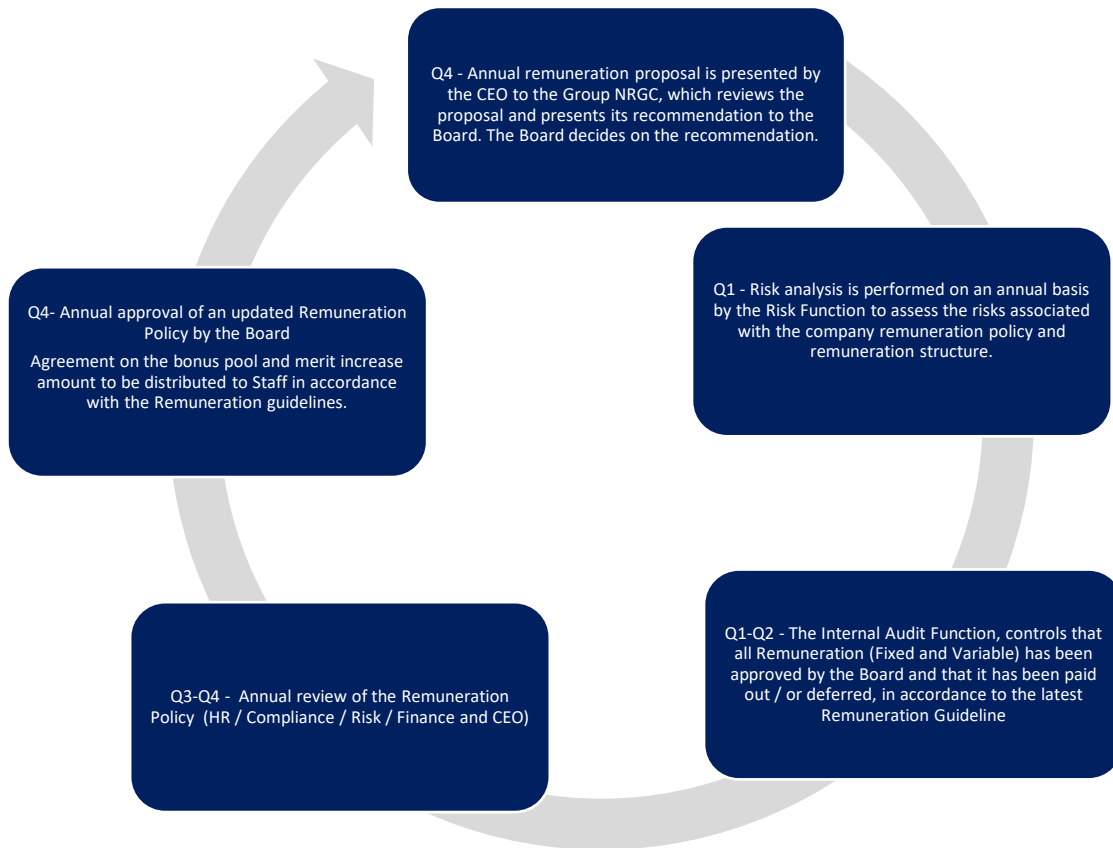 Q4 - Annual remuneration proposal is presented by
the CEO to the Group NRGC, which reviews the
proposal and presents its recommendation to the
Board. The Board decides on the recommendation.
Q1 - Risk analysis is performed on an annual basis
by the Risk Function to assess the risks associated
with the company remuneration policy and
remuneration structure.
Q1-Q2 - The Internal Audit Function, controls that
all Remuneration (Fixed and Variable) has been
approved by the Board and that it has been paid
out / or deferred, in accordance to the latest
Remuneration Guideline
Q3-Q4 - Annual review of the Remuneration
Policy (HR / Compliance / Risk / Finance and CEO)
Q4- Annual approval of an updated Remuneration
Policy by the Board
Agreement on the bonus pool and merit increase
amount to be distributed to Staff in accordance
with the Remuneration guidelines.